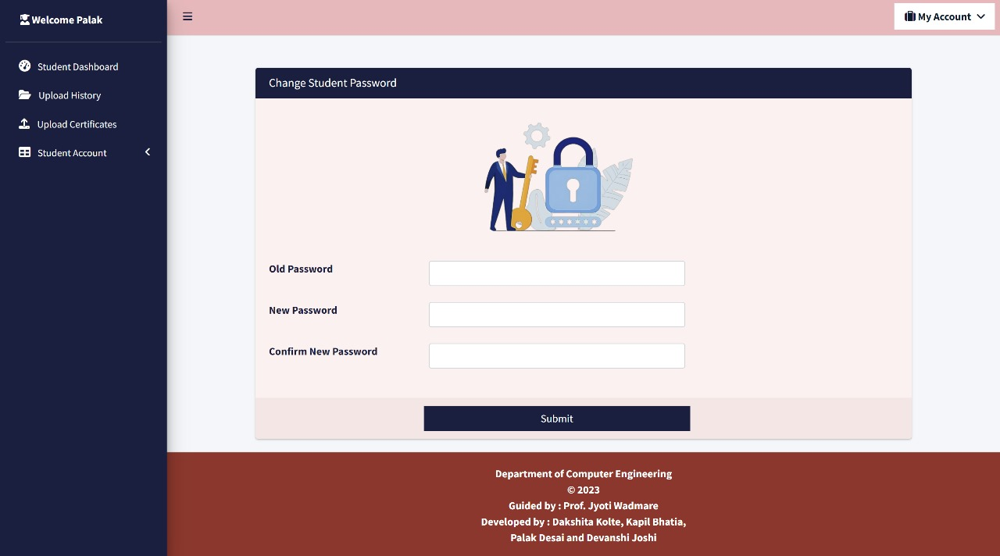 Welcome Palak
My Account
Student Dashboard
Upload History
Upload Certificates
Student Account
Change Student Password
Old Password
New Password
Confirm New Password
Submit
Department of Computer Engineering
© 2023
Guided by : Prof. Jyoti Wadmare
Developed by : Dakshita Kolte, Kapil Bhatia,
Palak Desai and Devanshi Joshi